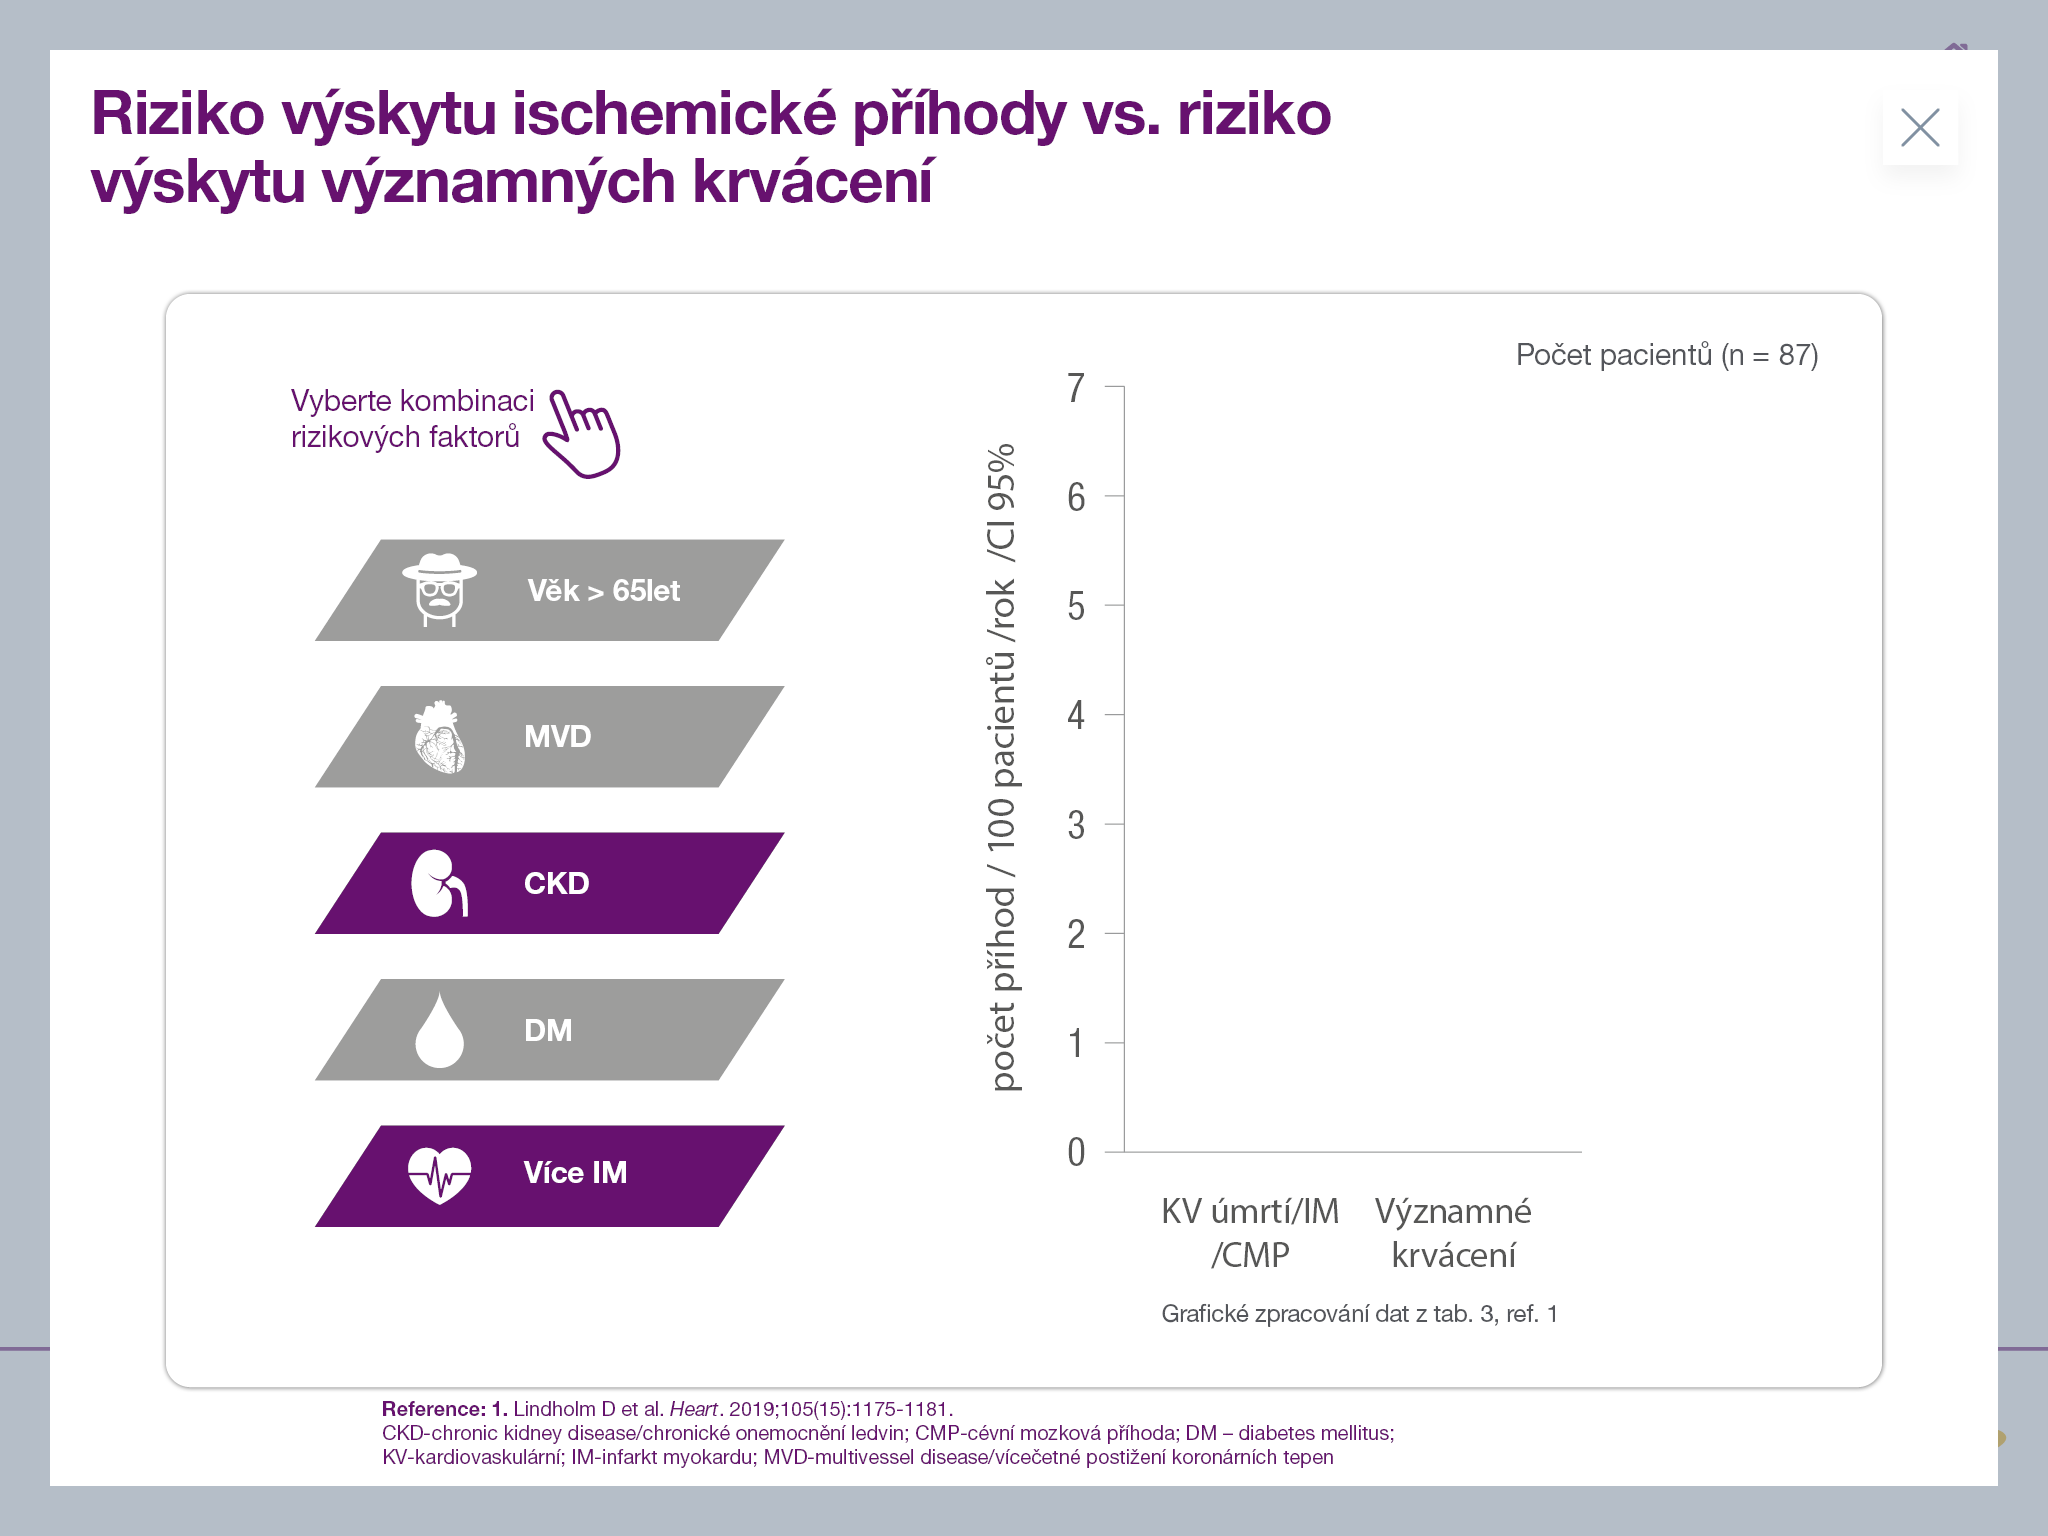 Riziko výskytu ischemické příhody vs. riziko
výskytu významných krvácení
Vyberte kombinaci
rizikových faktorů
Věk > 65let
MVD
CKD
DM
Více IM
Počet pacientů (n = 87)
počet příhod / 100 pacientů /rok /CI 95%
7
6
5
4
3
2
1
0
KV úmrtí/IM
/CMP
Významné
krvácení
Grafické zpracování dat z tab. 3, ref. 1
Reference: 1. Lindholm D et al. Heart. 2019;105(15):1175-1181.
CKD-chronic kidney disease/chronické onemocnění ledvin; CMP-cévní mozková příhoda; DM – diabetes mellitus;
KV-kardiovaskulární; IM-infarkt myokardu; MVD-multivessel disease/vícečetné postižení koronárních tepen